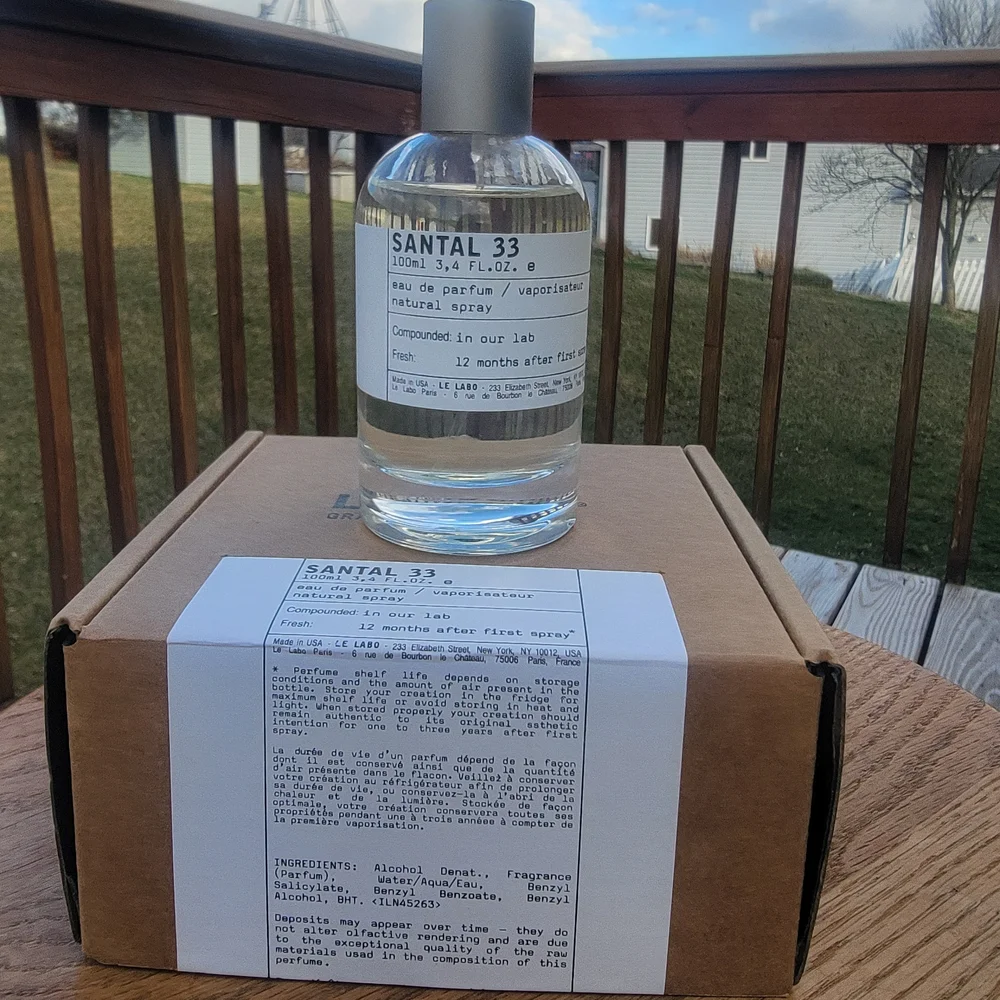 SANTAL 33
100ml 3,4 FL.OZ. e
eau de parfum / vaporisateur
natural spray
Compounded: in our lab
Fresh: 12 months after first
Made in USA - LE LABO - 233 Elizabeth Street, New York,
Le Labo Paris - 6 rue de Bourbon le Château, 75006
SANTAL 33
100ml 3,4 FL.OZ. e
eau de parfum / vaporisateur
natural spray
Compounded: in our lab
Fresh: 12 months after first spray*
Made in USA - LE LABO - 233 Elizabeth Street, New York, NY 10012, USA
Le Labo Paris - 6 rue de Bourbon le Château, 75006 Paris, France
* Perfume shelf life depends on storage
conditions and the amount of air present in the
bottle. Store your creation in the fridge for
maximum shelf life or avoid storing in heat and
light. When stored properly your creation should
remain authentic to its original esthetic
intention for one to three years after first
spray.
La durée de vie d'un parfum dépend de la façon
dont il est conservé ainsi que de la quantité
d'air présente dans le flacon. Veillez à conserver
votre création au réfrigérateur afin de prolonger
sa durée de vie, ou conservez-la à l'abri de la
chaleur et de la lumière. Stockée de façon
optimale, votre création conservera toutes ses
propriétés pendant une à trois années à compter de
la première vaporisation.
INGREDIENTS: Alcohol Denat., Fragrance
(Parfum), Water/Aqua/Eau, Benzyl
Salicylate, Benzyl Benzoate, Benzyl
Alcohol, BHT. <ILN45263>
Deposits may appear over time – they do
not alter olfactive rendering and are due
to the exceptional quality of the raw
materials used in the composition of this
perfume.